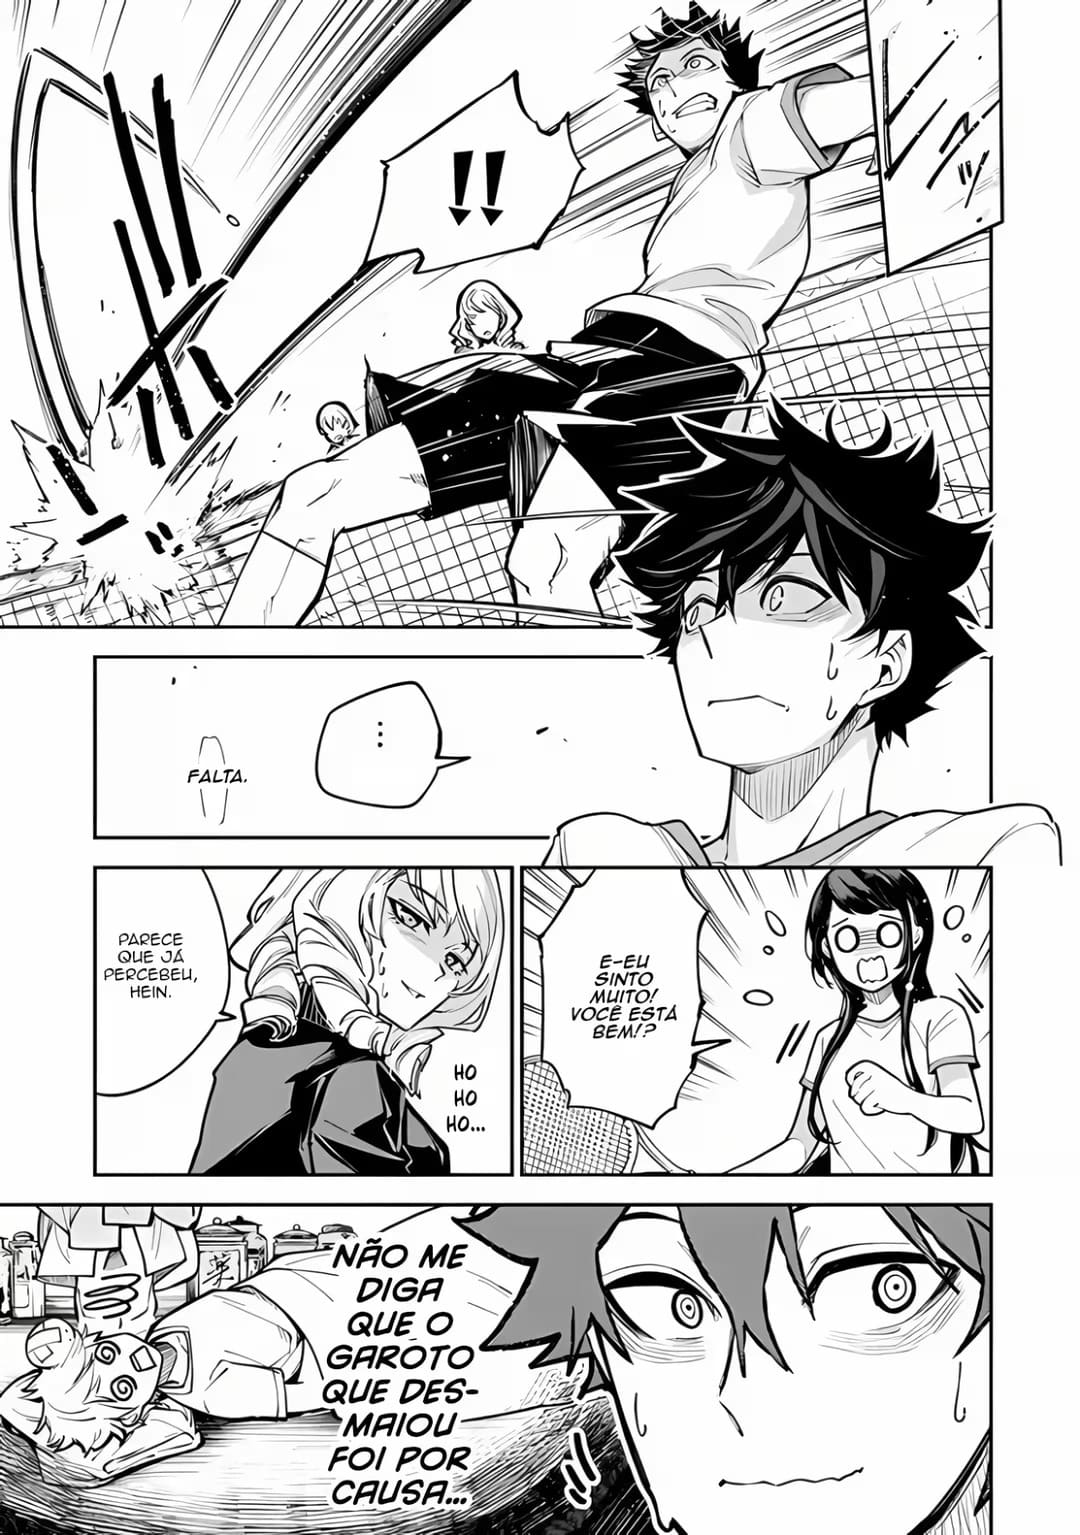 !!
...
FALTA.
E-EU
SINTO
MUITO!
VOCÊ ESTÁ
BEM!?
PARECE
QUE JÁ
PERCEBEU,
HEIN.
HO
HO
HO...
薬
NÃO ME
DIGA
QUE O
GAROTO
QUE DES-
MAIOU
FOI POR
CAUSA...